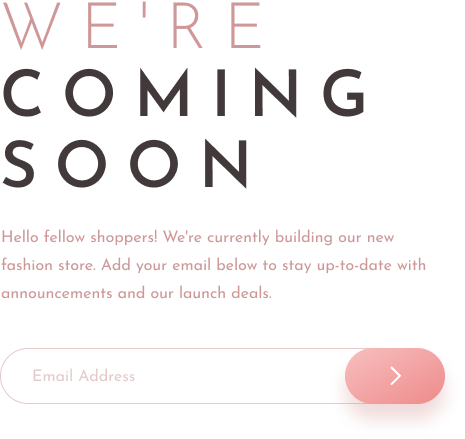 WE'RE
COMING
SOON
Hello fellow shoppers! We're currently building our new
fashion store. Add your email below to stay up-to-date with
announcements and our launch deals.
Email Address